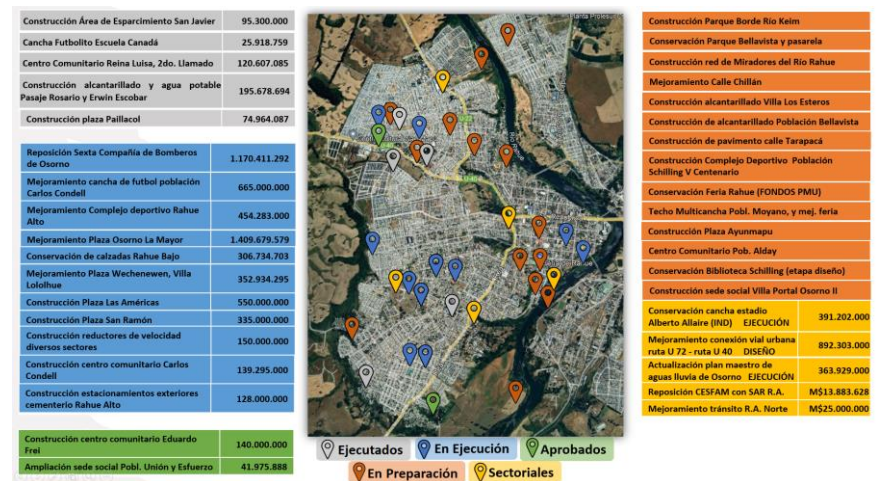 Construcción Área de Esparcimiento San Javier 95.300.000
Cancha Futbolito Escuela Canadá 25.918.759
Centro Comunitario Reina Luisa, 2do. Llamado 120.607.085
Construcción alcantarillado y agua potable
Pasaje Rosario y Erwin Escobar 195.678.694
Construcción plaza Paillacol 74.964.087
Reposición Sexta Compañía de Bomberos
de Osorno 1.170.411.292
Mejoramiento cancha de futbol población
Carlos Condell 665.000.000
Mejoramiento Complejo deportivo Rahue
Alto 454.283.000
Mejoramiento Plaza Osorno La Mayor 1.409.679.579
Conservación de calzadas Rahue Bajo 306.734.703
Mejoramiento Plaza Wechenewen, Villa
Lololhue 352.934.295
Construcción Plaza Las Américas 550.000.000
Construcción Plaza San Ramón 335.000.000
Construcción reductores de velocidad
diversos sectores 150.000.000
Construcción centro comunitario Carlos
Condell 139.295.000
Construcción estacionamientos exteriores
cementerio Rahue Alto 128.000.000
Construcción centro comunitario Eduardo
Frei 140.000.000
Ampliación sede social Pobl. Unión y Esfuerzo 41.975.888
Ejecutados
En Ejecución
Aprobados
En Preparación
Sectoriales
Construcción Parque Borde Río Keim
Conservación Parque Bellavista y pasarela
Construcción red de Miradores del Río Rahue
Mejoramiento Calle Chillán
Construcción alcantarillado Villa Los Esteros
Construcción de alcantarillado Población Bellavista
Construcción de pavimento calle Tarapacá
Construcción Complejo Deportivo Población
Schilling V Centenario
Conservación Feria Rahue (FONDOS PMU)
Techo Multicancha Pobl. Moyano, y mej. feria
Construcción Plaza Ayunmapu
Centro Comunitario Pob. Alday
Conservación Biblioteca Schilling (etapa diseño)
Construcción sede social Villa Portal Osorno II
Conservación cancha estadio
Alberto Allaire (IND) EJECUCIÓN 391.202.000
Mejoramiento conexión vial urbana
ruta U 72 - ruta U 40 DISEÑO 892.303.000
Actualización plan maestro de
aguas lluvia de Osorno EJECUCIÓN 363.929.000
Reposición CESFAM con SAR R.A. M$13.883.628
Mejoramiento tránsito R.A. Norte M$25.000.000